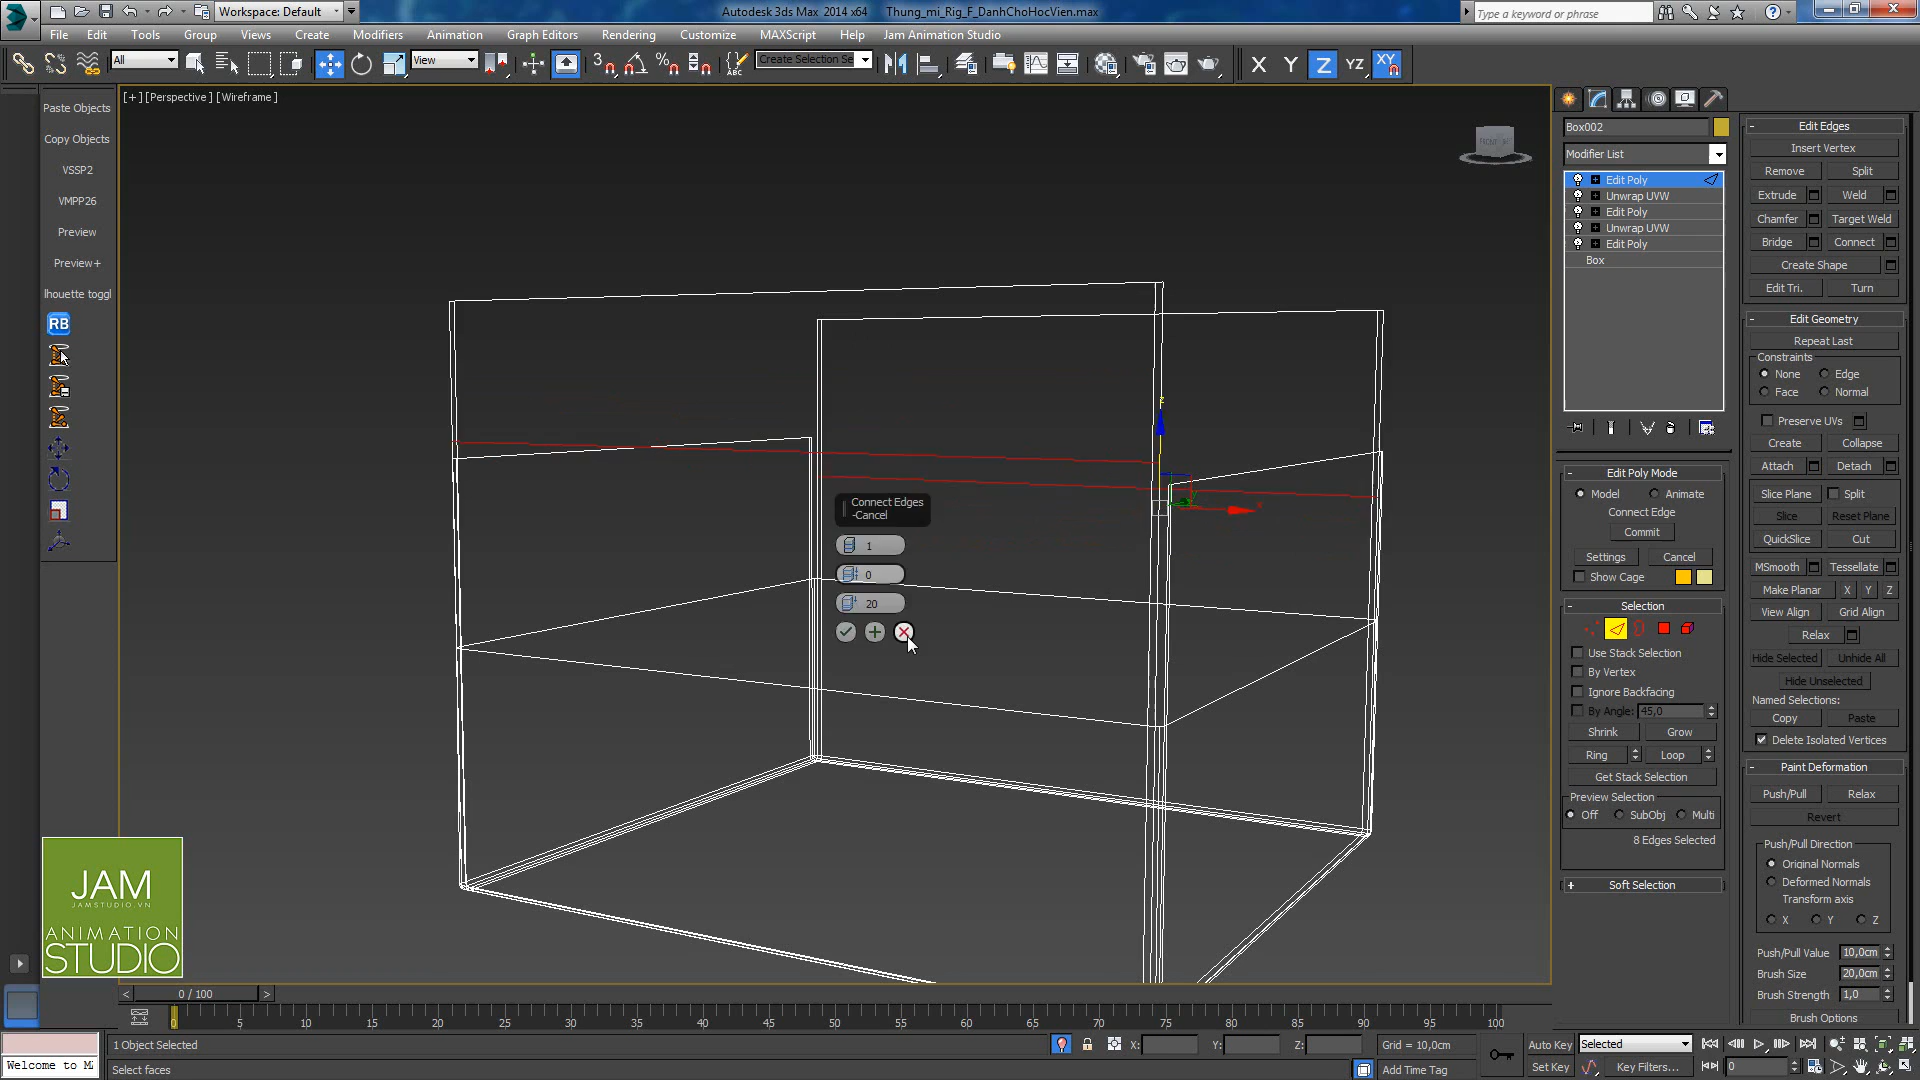 Workspace: Default
Autodesk 3ds Max 2014 x64 Thung_mi_Rig_F_DanhChoHocVien.max
Type a keyword or phrase
File Edit Tools Group Views Create Modifiers Animation Graph Editors Rendering Customize MAXScript Help Jam Animation Studio
All View Create Selection Se X Y Z YZ XY
[+] [Perspective ] [Wireframe ]
Paste Objects
Copy Objects
VSSP2
VMPP26
Preview
Preview+
lhouette toggl
RB
Connect Edges
-Cancel
1
0
20
z
x
JAM
JAMSTUDIO.VN
ANIMATION
STUDIO
Box002
Modifier List
Edit Poly
Unwrap UVW
Edit Poly
Unwrap UVW
Edit Poly
Box
Edit Poly Mode
Model Animate
Connect Edge
Commit
Settings Cancel
Show Cage
Selection
Use Stack Selection
By Vertex
Ignore Backfacing
By Angle: 45,0
Shrink Grow
Ring Loop
Get Stack Selection
Preview Selection
Off SubObj Multi
8 Edges Selected
Soft Selection
Edit Edges
Insert Vertex
Remove Split
Extrude Weld
Chamfer Target Weld
Bridge Connect
Create Shape
Edit Tri. Turn
Edit Geometry
Repeat Last
Constraints
None Edge
Face Normal
Preserve UVs
Create Collapse
Attach Detach
Slice Plane Split
Slice Reset Plane
QuickSlice Cut
MSmooth Tessellate
Make Planar X Y Z
View Align Grid Align
Relax
Hide Selected Unhide All
Hide Unselected
Named Selections:
Copy Paste
Delete Isolated Vertices
Paint Deformation
Push/Pull Relax
Revert
Push/Pull Direction
Original Normals
Deformed Normals
Transform axis
X Y Z
Push/Pull Value 10,0cm
Brush Size 20,0cm
Brush Strength 1,0
Brush Options
0 / 100
0 5 10 15 20 25 30 35 40 45 50 55 60 65 70 75 80 85 90 95 100
1 Object Selected X: Y: Z: Grid = 10,0cm Auto Key Selected
Welcome to MA Select faces Add Time Tag Set Key Key Filters... 0